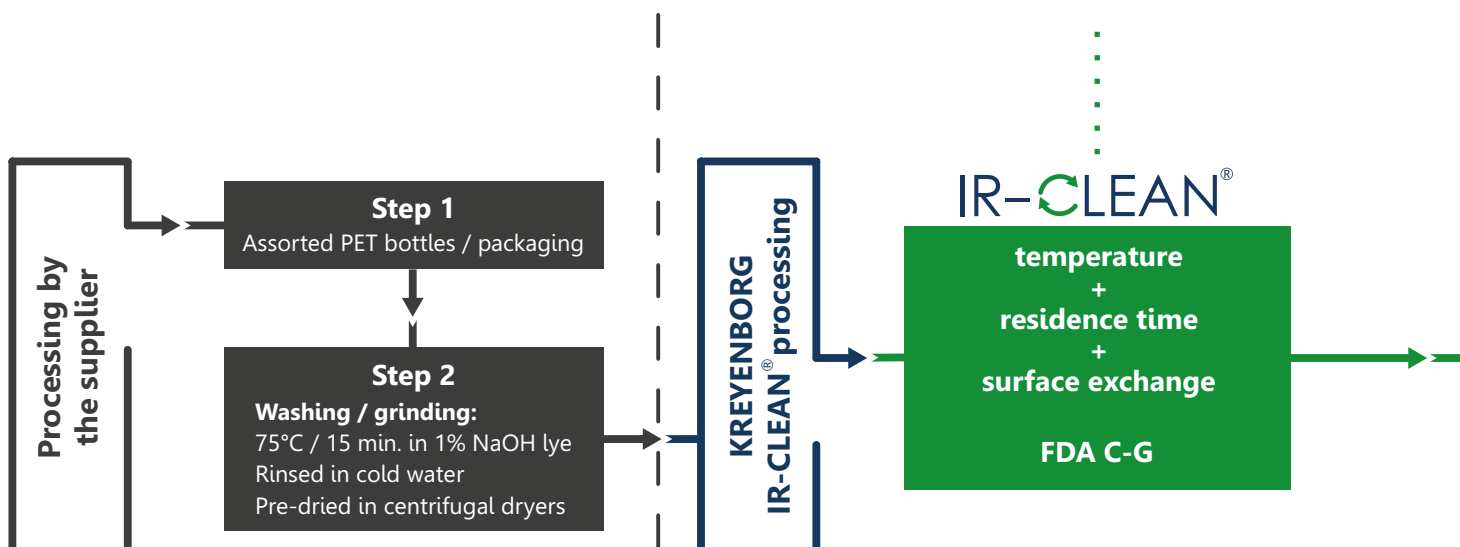 Processing by
the supplier
Step 1
Assorted PET bottles / packaging
Step 2
Washing / grinding:
75°C / 15 min. in 1% NaOH lye
Rinsed in cold water
Pre-dried in centrifugal dryers
KREYENBORG
IR-CLEAN® processing
IR-CLEAN®
temperature
+
residence time
+
surface exchange
FDA C-G